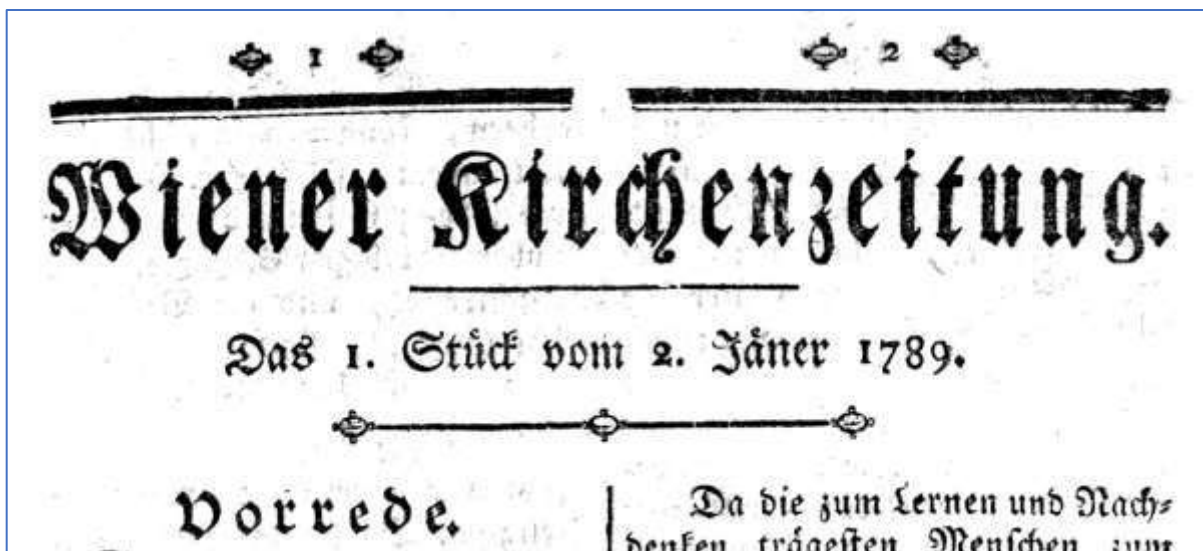 1 2
Wiener Kirchenzeitung.
Das 1. Stück vom 2. Jäner 1789.
Vorrede.
Da die zum Lernen und Nach=
denken trägesten Menschen zum